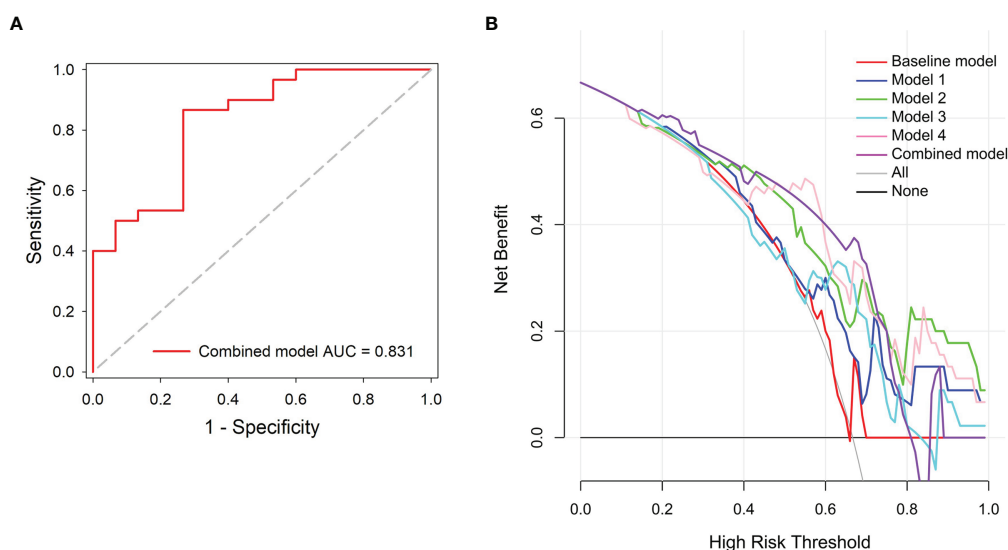 A
Sensitivity
1.0
0.8
0.6
0.4
0.2
0.0
Combined model AUC = 0.831
0.0 0.2 0.4 0.6 0.8 1.0
1 - Specificity
B
Net Benefit
0.6
0.4
0.2
0.0
Baseline model
Model 1
Model 2
Model 3
Model 4
Combined model
All
None
0.0 0.2 0.4 0.6 0.8 1.0
High Risk Threshold